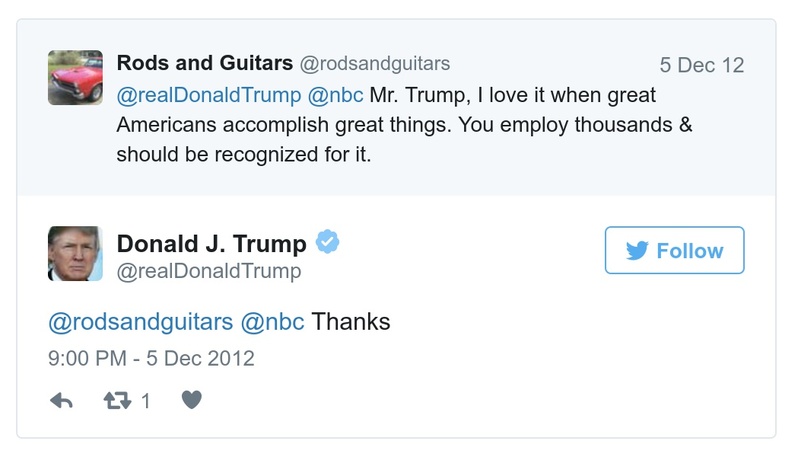 Rods and Guitars @rodsandguitars 5 Dec 12
@realDonaldTrump @nbc Mr. Trump, I love it when great
Americans accomplish great things. You employ thousands &
should be recognized for it.
Donald J. Trump
Follow
@realDonaldTrump
@rodsandguitars @nbc Thanks
9:00 PM - 5 Dec 2012
1